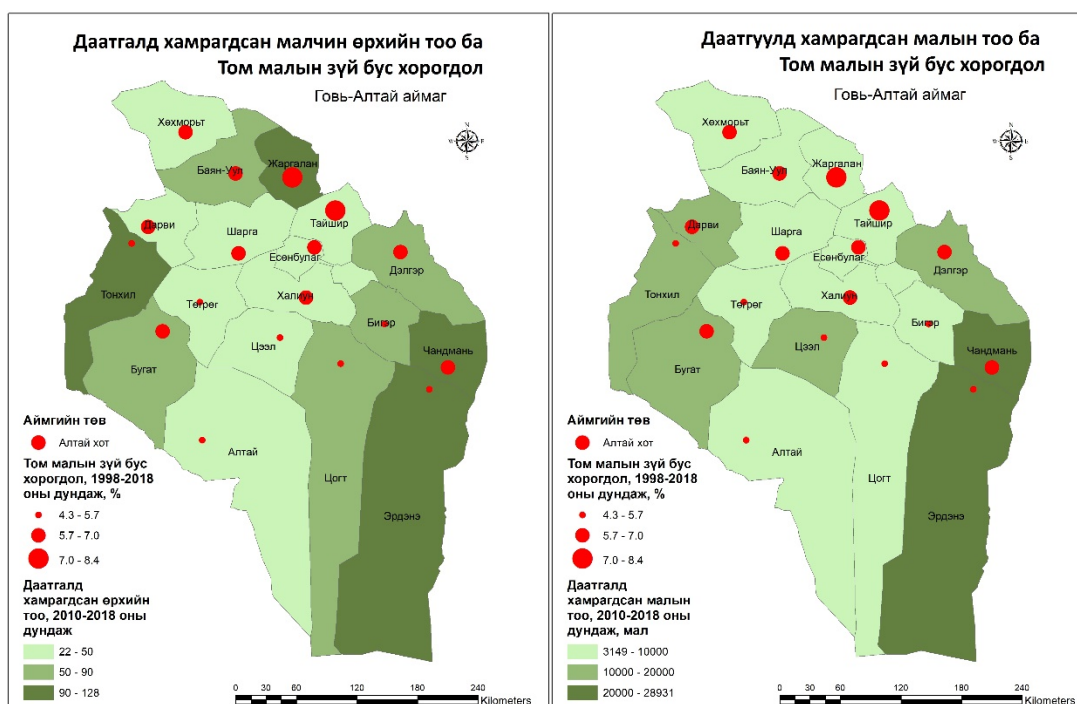 Даатгалд хамрагдсан малчин өрхийн тоо ба
Том малын зүй бус хорогдол
Говь-Алтай аймаг
N
Хөхморьт
Баян-Уул
Жаргалан
Дарви
Шарга
Тайшир
Есөнбулаг
Дэлгэр
Тонхил
Төгрөг
Халиун
Бигэр
Бугат
Цээл
Чандмань
Алтай
Цогт
Эрдэнэ
Аймгийн төв
Алтай хот
Том малын зүй бус
хорогдол, 1998-2018
оны дундаж, %
4.3 - 5.7
5.7 - 7.0
7.0 - 8.4
Даатгалд
хамрагдсан өрхийн
тоо, 2010-2018 оны
дундаж
22 - 50
50 - 90
90 - 128
0 30 60 120 180 240
Kilometers
Даатгуулд хамрагдсан малын тоо ба
Том малын зүй бус хорогдол
Говь-Алтай аймаг
N
Хөхморьт
Баян-Уул
Жаргалан
Дарви
Шарга
Тайшир
Есөнбулаг
Дэлгэр
Тонхил
Төгрөг
Халиун
Бигэр
Бугат
Цээл
Чандмань
Алтай
Цогт
Эрдэнэ
Аймгийн төв
Алтай хот
Том малын зүй бус
хорогдол, 1998-2018
оны дундаж, %
4.3 - 5.7
5.7 - 7.0
7.0 - 8.4
Даатгалд
хамрагдсан малын
тоо, 2010-2018 оны
дундаж, мал
3149 - 10000
10000 - 20000
20000 - 28931
0 30 60 120 180 240
Kilometers